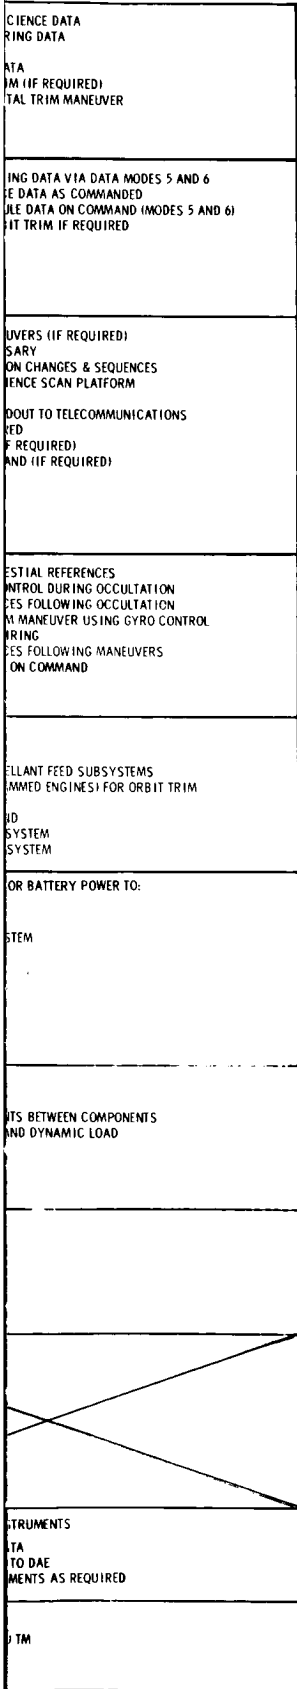 CIENCE DATA
RING DATA
ATA
IM (IF REQUIRED)
TAL TRIM MANEUVER
ING DATA VIA DATA MODES 5 AND 6
E DATA AS COMMANDED
ULE DATA ON COMMAND (MODES 5 AND 6)
IT TRIM IF REQUIRED
UVERS (IF REQUIRED)
SARY
ON CHANGES & SEQUENCES
IENCE SCAN PLATFORM
DOUT TO TELECOMMUNICATIONS
ED
F REQUIRED)
AND (IF REQUIRED)
ESTIAL REFERENCES
NTROL DURING OCCULTATION
CES FOLLOWING OCCULTATION
M MANEUVER USING GYRO CONTROL
IRING
CES FOLLOWING MANEUVERS
ON COMMAND
ELLANT FEED SUBSYSTEMS
MMED ENGINES) FOR ORBIT TRIM
ND
SYSTEM
SYSTEM
OR BATTERY POWER TO:
STEM
TS BETWEEN COMPONENTS
AND DYNAMIC LOAD
STRUMENTS
TA
TO DAE
MENTS AS REQUIRED
TM